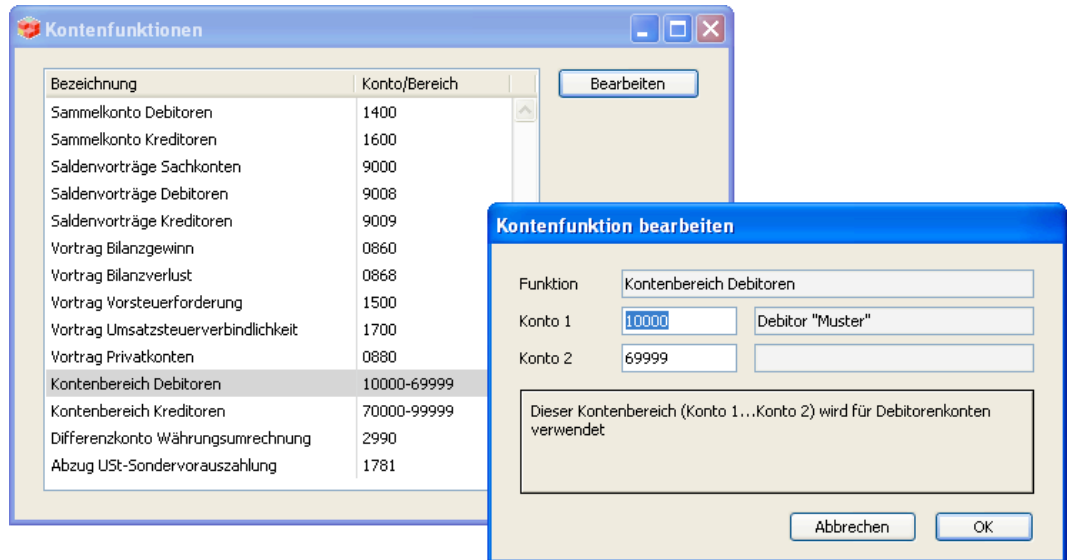 Kontenfunktionen
Bezeichnung Konto/Bereich Bearbeiten
Sammelkonto Debitoren 1400
Sammelkonto Kreditoren 1600
Saldenvorträge Sachkonten 9000
Saldenvorträge Debitoren 9008
Saldenvorträge Kreditoren 9009
Vortrag Bilanzgewinn 0860
Vortrag Bilanzverlust 0868
Vortrag Vorsteuerforderung 1500
Vortrag Umsatzsteuerverbindlichkeit 1700
Vortrag Privatkonten 0880
Kontenbereich Debitoren 10000-69999
Kontenbereich Kreditoren 70000-99999
Differenzkonto Währungsumrechnung 2990
Abzug USt-Sondervorauszahlung 1781
Kontenfunktion bearbeiten
Funktion Kontenbereich Debitoren
Konto 1 10000 Debitor "Muster"
Konto 2 69999
Dieser Kontenbereich (Konto 1...Konto 2) wird für Debitorenkonten
verwendet
Abbrechen OK